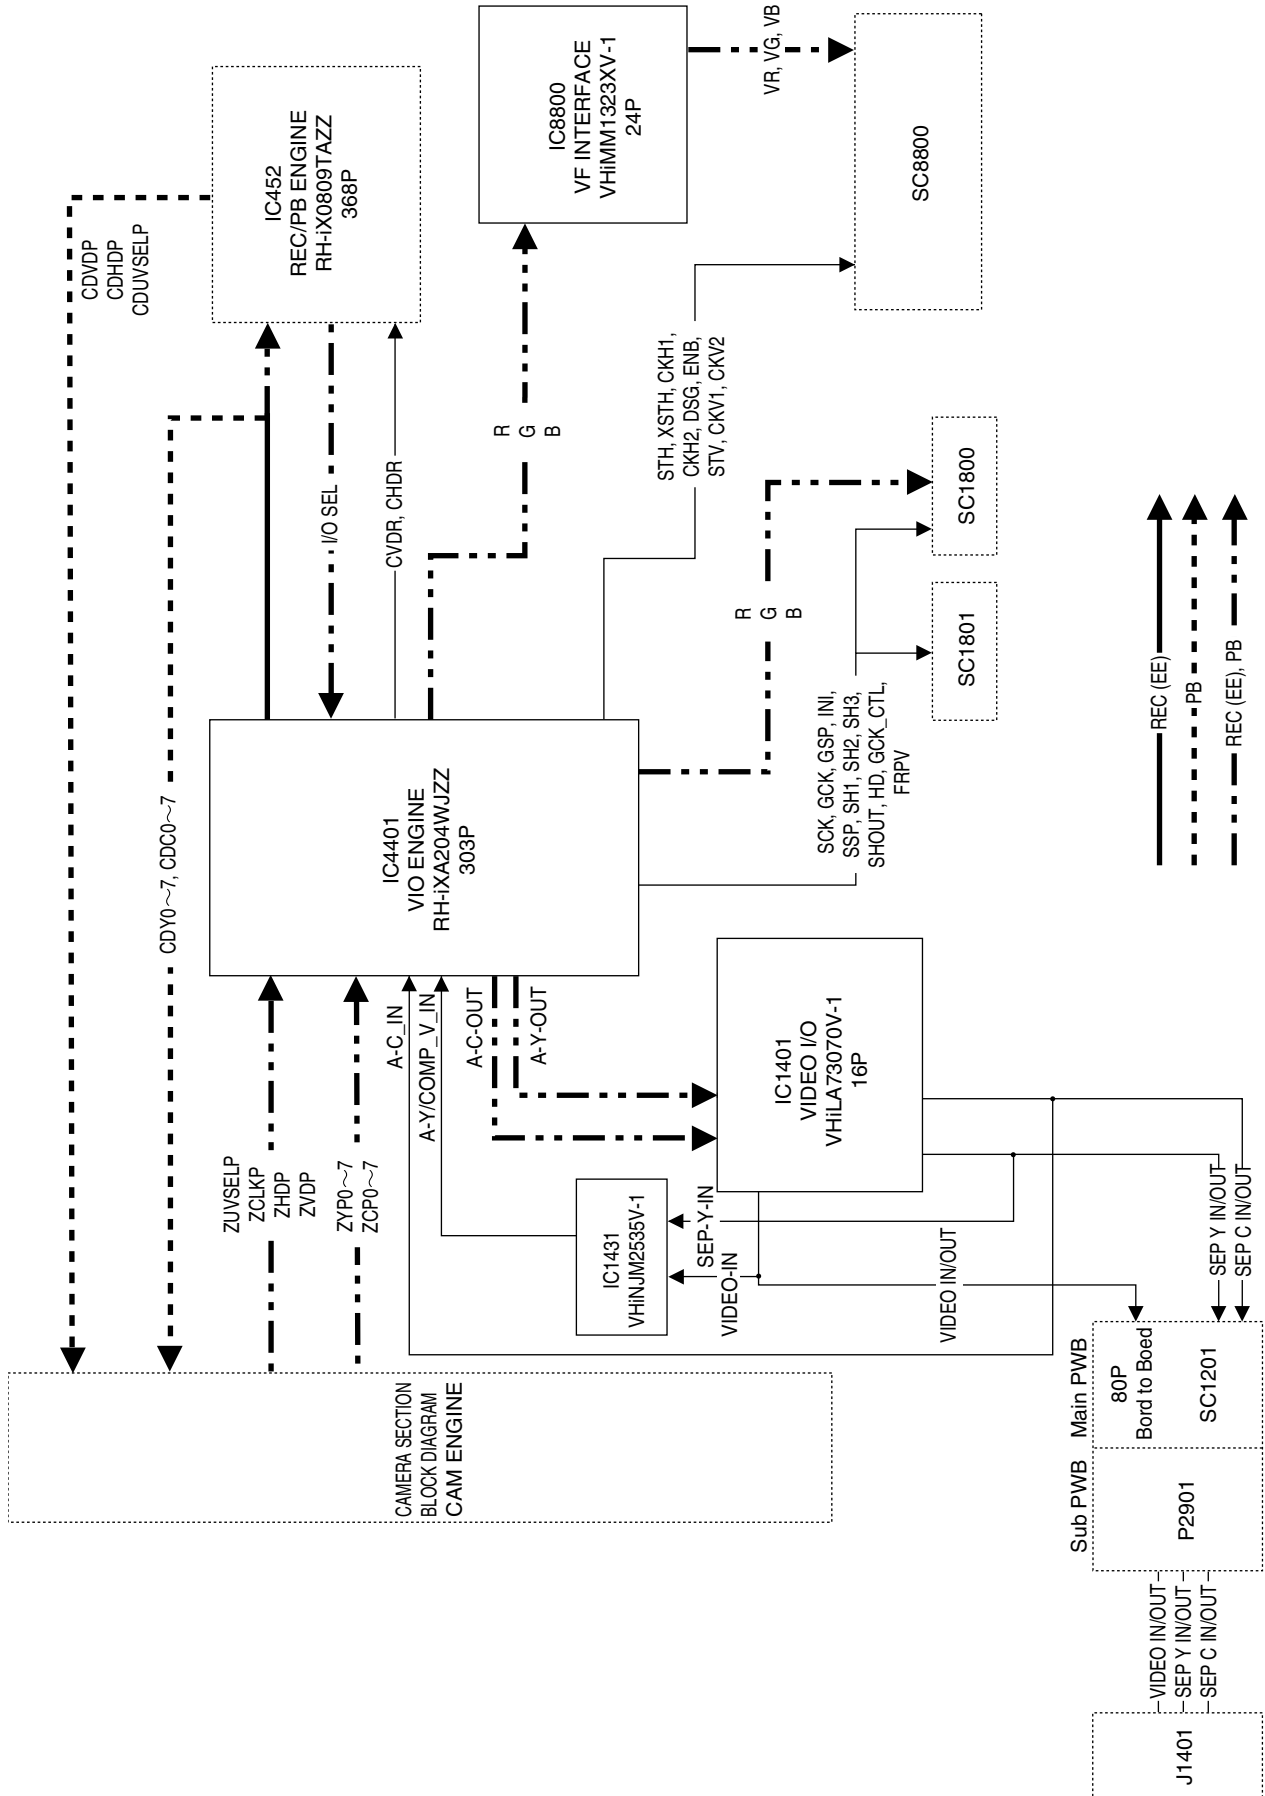 CAMERA SECTION
BLOCK DIAGRAM
CAM ENGINE
CDVDP
CDHDP
CDUVSELP
CDY0～7, CDC0～7
ZUVSELP
ZCLKP
ZHDP
ZVDP
ZYP0～7
ZCP0～7
A-C_IN
A-Y/COMP_V_IN
A-C-OUT
A-Y-OUT
IC4401
VIO ENGINE
RH-iXA204WJZZ
303P
IC452
REC/PB ENGINE
RH-iX0809TAZZ
368P
I/O SEL
CVDR, CHDR
R
G
B
IC8800
VF INTERFACE
VHiMM1323XV-1
24P
VR, VG, VB
SC8800
STH, XSTH, CKH1,
CKH2, DSG, ENB,
STV, CKV1, CKV2
R
G
B
SC1800
SC1801
SCK, GCK, GSP, INI,
SSP, SH1, SH2, SH3,
SHOUT, HD, GCK_CTL,
FRPV
IC1401
VIDEO I/O
VHiLA73070V-1
16P
IC1431
VHiNJM2535V-1
SEP-Y-IN
VIDEO-IN
VIDEO IN/OUT
SEP Y IN/OUT
SEP C IN/OUT
Sub PWB
Main PWB
80P
Bord to Boed
SC1201
P2901
VIDEO IN/OUT
SEP Y IN/OUT
SEP C IN/OUT
J1401
REC (EE)
PB
REC (EE), PB